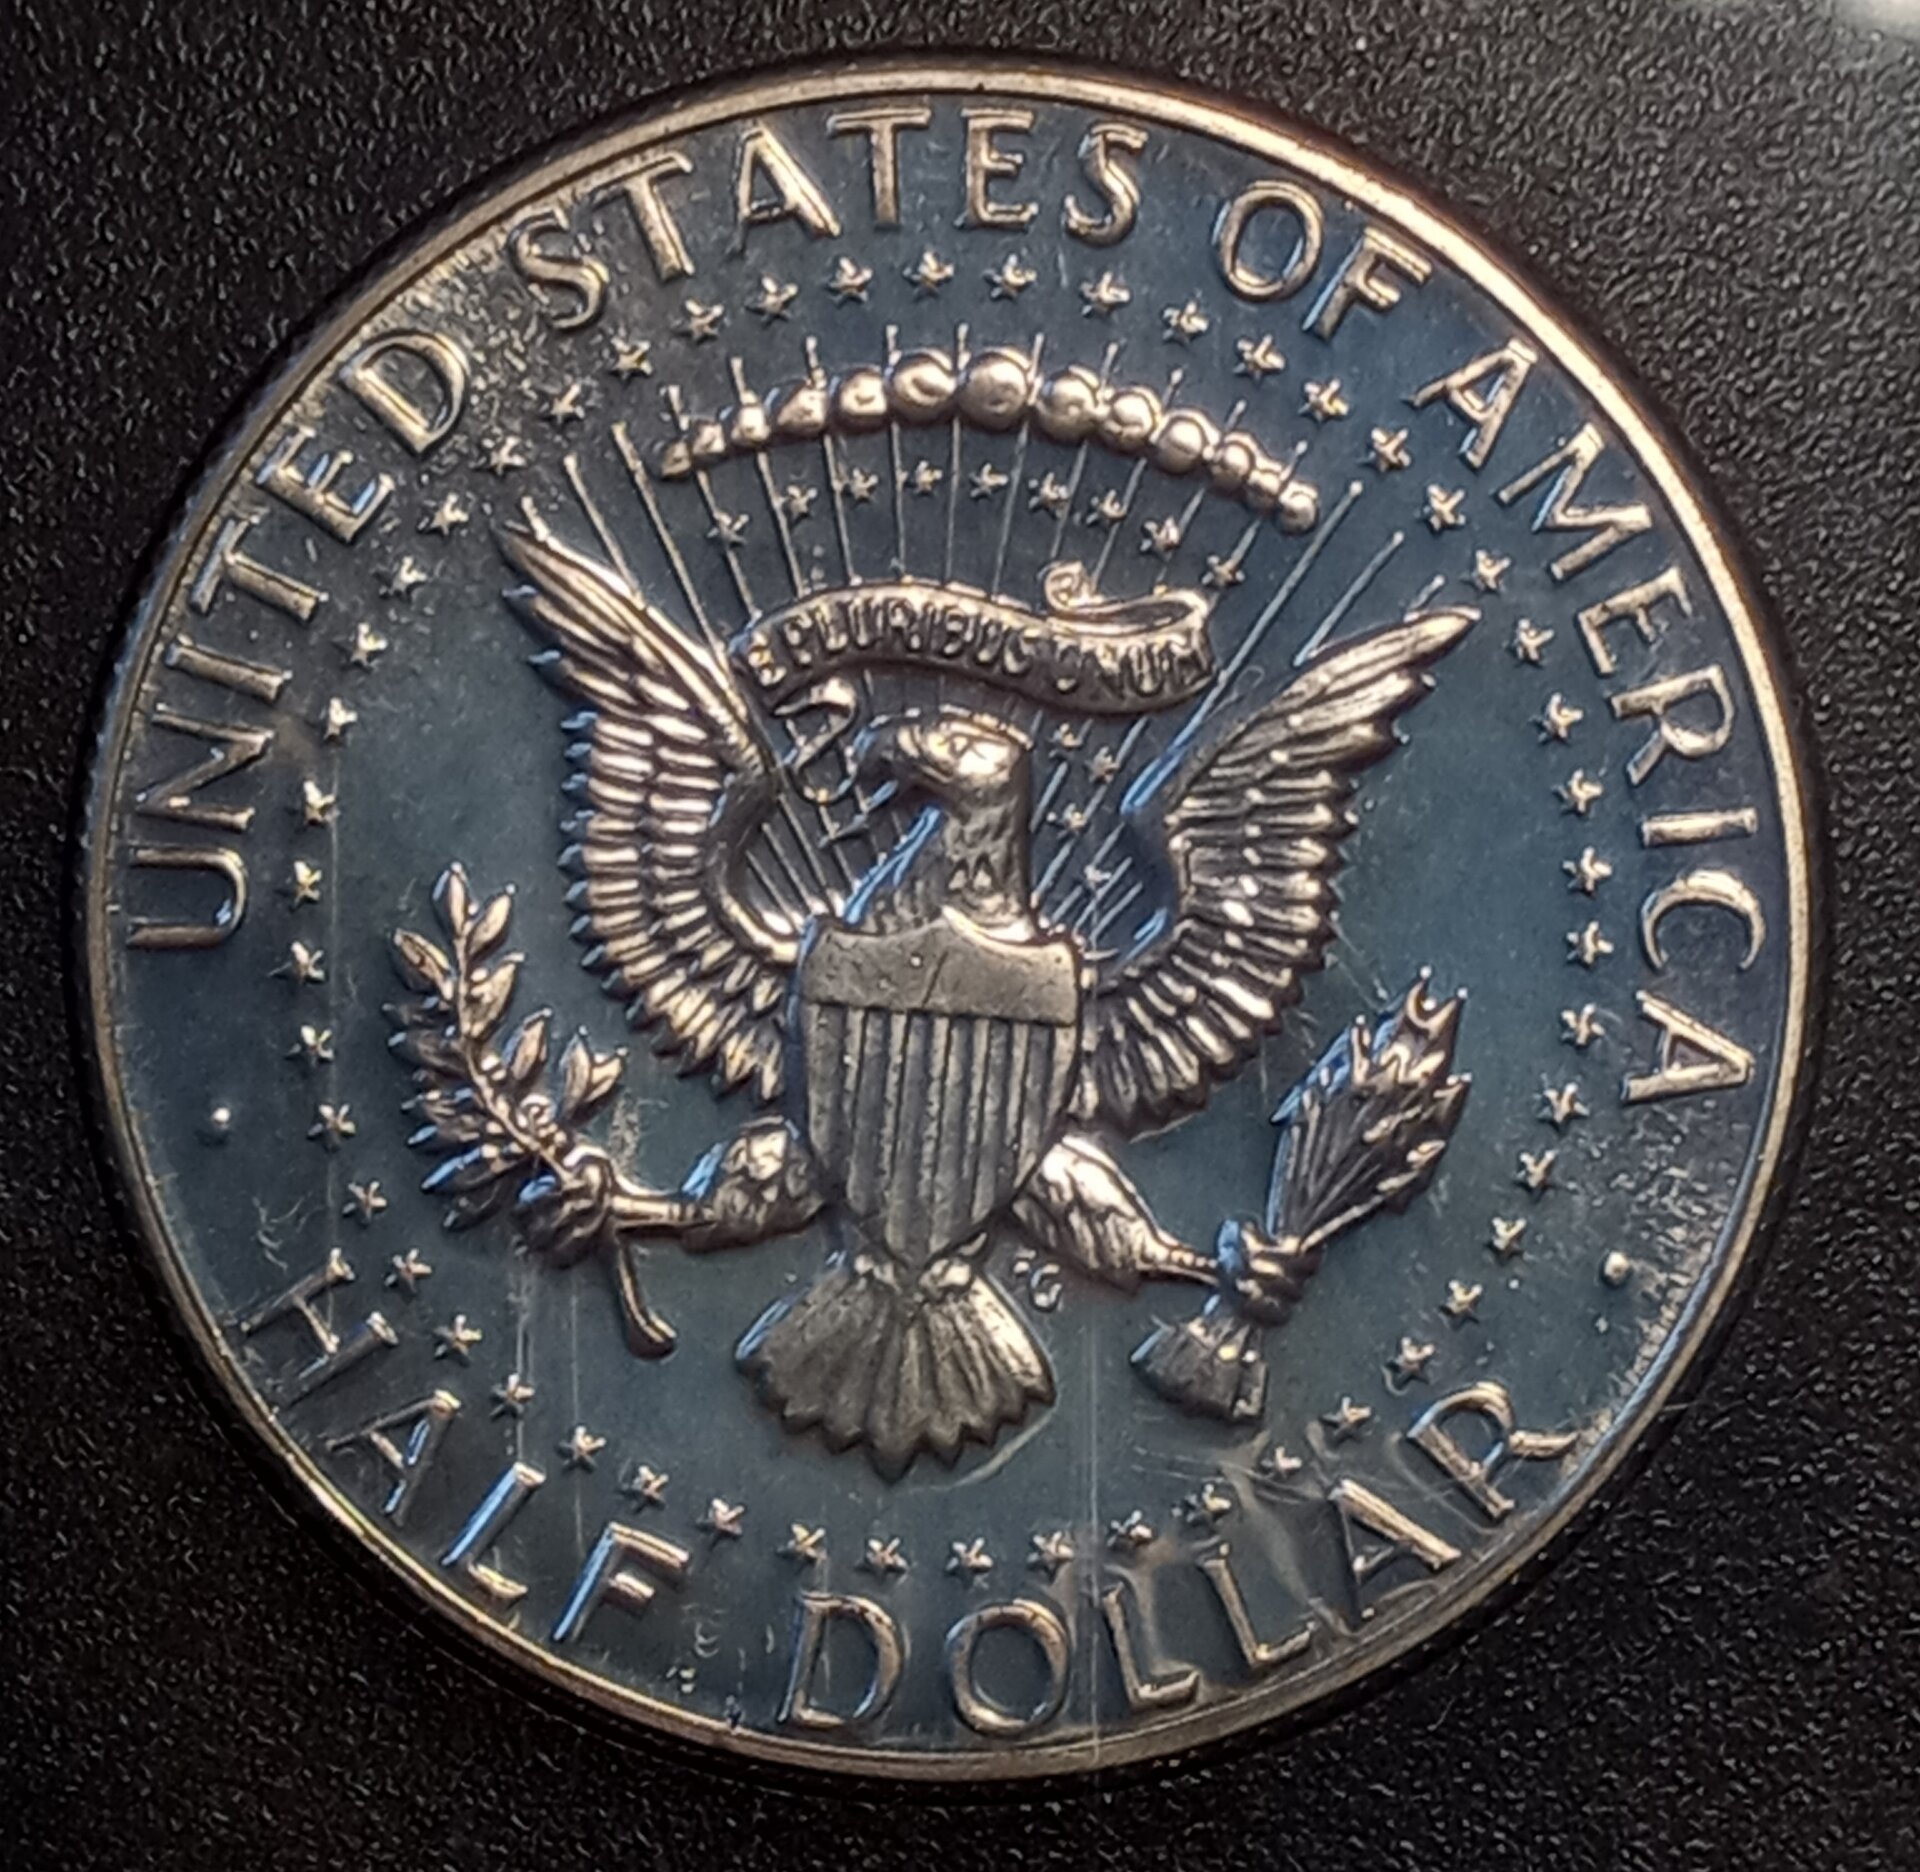 UNITED STATES OF AMERICA
E PLURIBUS UNUM
FG
HALF DOLLAR